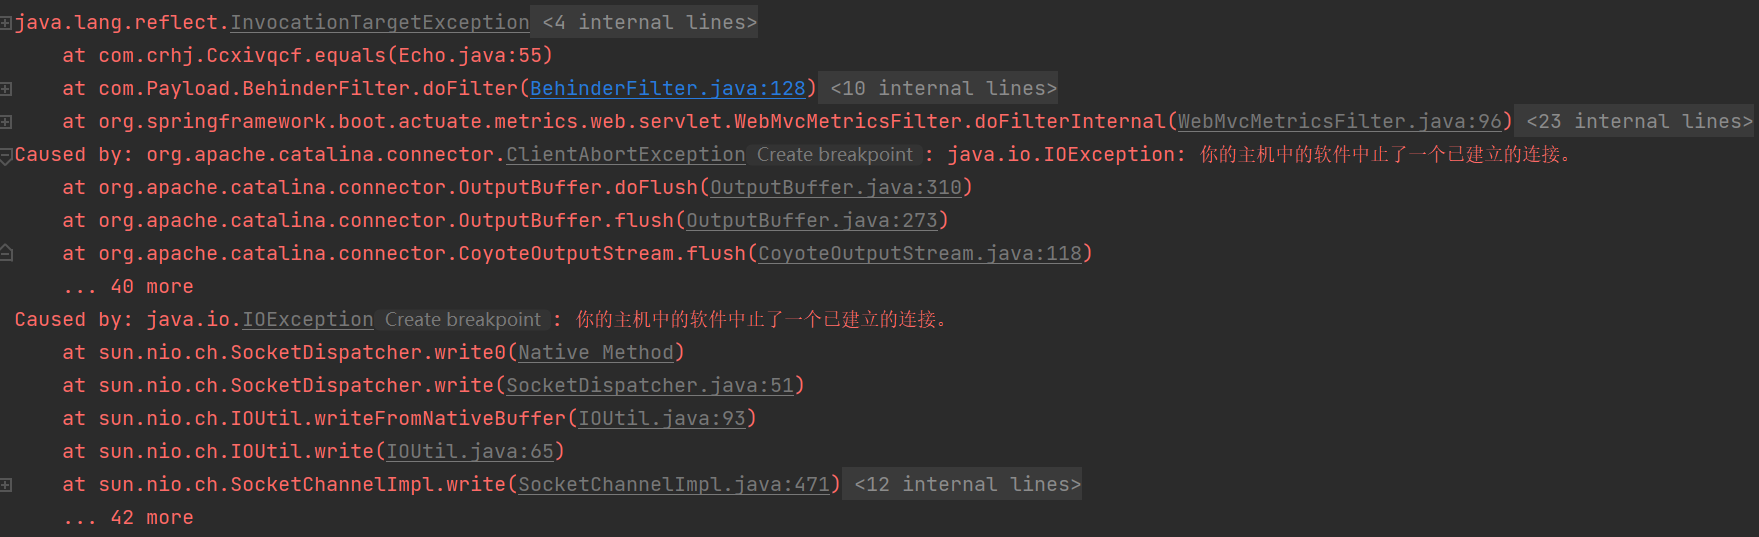 java.lang.reflect.InvocationTargetException <4 internal lines>
at com.crhj.Ccxivqcf.equals(Echo.java:55)
at com.Payload.BehinderFilter.doFilter(BehinderFilter.java:128) <10 internal lines>
at org.springframework.boot.actuate.metrics.web.servlet.WebMvcMetricsFilter.doFilterInternal(WebMvcMetricsFilter.java:96) <23 internal lines>
Caused by: org.apache.catalina.connector.ClientAbortException Create breakpoint : java.io.IOException: 你的主机中的软件中止了一个已建立的连接。
at org.apache.catalina.connector.OutputBuffer.doFlush(OutputBuffer.java:310)
at org.apache.catalina.connector.OutputBuffer.flush(OutputBuffer.java:273)
at org.apache.catalina.connector.CoyoteOutputStream.flush(CoyoteOutputStream.java:118)
... 40 more
Caused by: java.io.IOException Create breakpoint : 你的主机中的软件中止了一个已建立的连接。
at sun.nio.ch.SocketDispatcher.write0(Native Method)
at sun.nio.ch.SocketDispatcher.write(SocketDispatcher.java:51)
at sun.nio.ch.IOUtil.writeFromNativeBuffer(IOUtil.java:93)
at sun.nio.ch.IOUtil.write(IOUtil.java:65)
at sun.nio.ch.SocketChannelImpl.write(SocketChannelImpl.java:471) <12 internal lines>
... 42 more